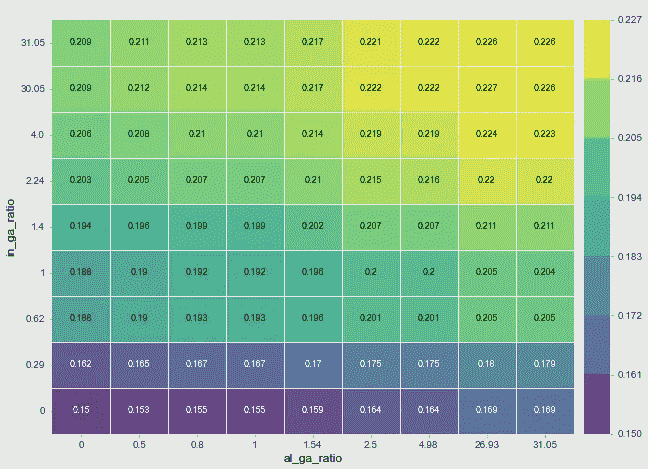 0.227
31.05 0.209 0.211 0.213 0.213 0.217 0.221 0.222 0.226 0.226
0.216
30.05 0.209 0.212 0.214 0.214 0.217 0.222 0.222 0.227 0.226
0.205
4.0 0.206 0.208 0.21 0.21 0.214 0.219 0.219 0.224 0.223
2.24 0.203 0.205 0.207 0.207 0.21 0.215 0.216 0.22 0.22
0.194
in_ga_ratio
1.4 0.194 0.196 0.199 0.199 0.202 0.207 0.207 0.211 0.211
0.183
1 0.188 0.19 0.192 0.192 0.196 0.2 0.2 0.205 0.204
0.62 0.188 0.19 0.193 0.193 0.196 0.201 0.201 0.205 0.205
0.172
0.29 0.162 0.165 0.167 0.167 0.17 0.175 0.175 0.18 0.179
0.161
0 0.15 0.153 0.155 0.155 0.159 0.164 0.164 0.169 0.169
0.150
0 0.5 0.8 1 1.54 2.5 4.98 26.93 31.05
al_ga_ratio